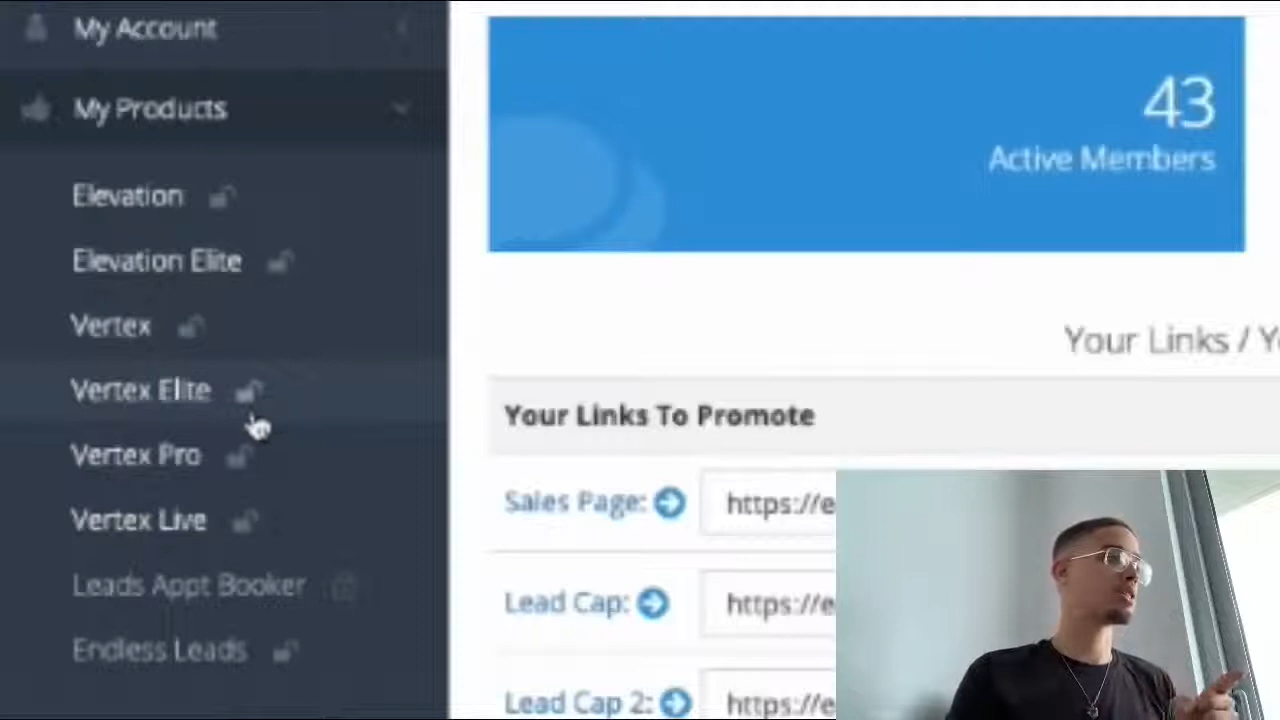 My Account
My Products
Elevation
Elevation Elite
Vertex
Vertex Elite
Vertex Pro
Vertex Live
Leads Appt Booker
Endless Leads
43
Active Members
Your Links / Yo
Your Links To Promote
Sales Page:
https://e
Lead Cap:
https://e
Lead Cap 2:
https://e